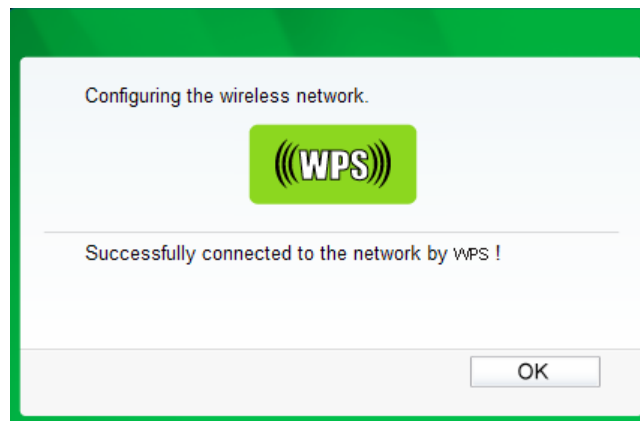 Configuring the wireless network.
(((WPS)))
Successfully connected to the network by WPS !
OK